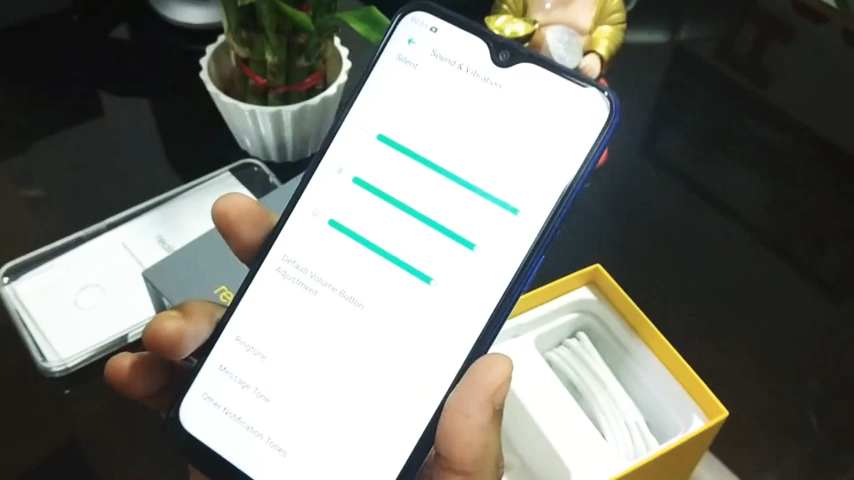 Sound & Vibration
Silent
Default Volume Button
Adjustment
Ringtone
Message Tone
Other Notification Tones